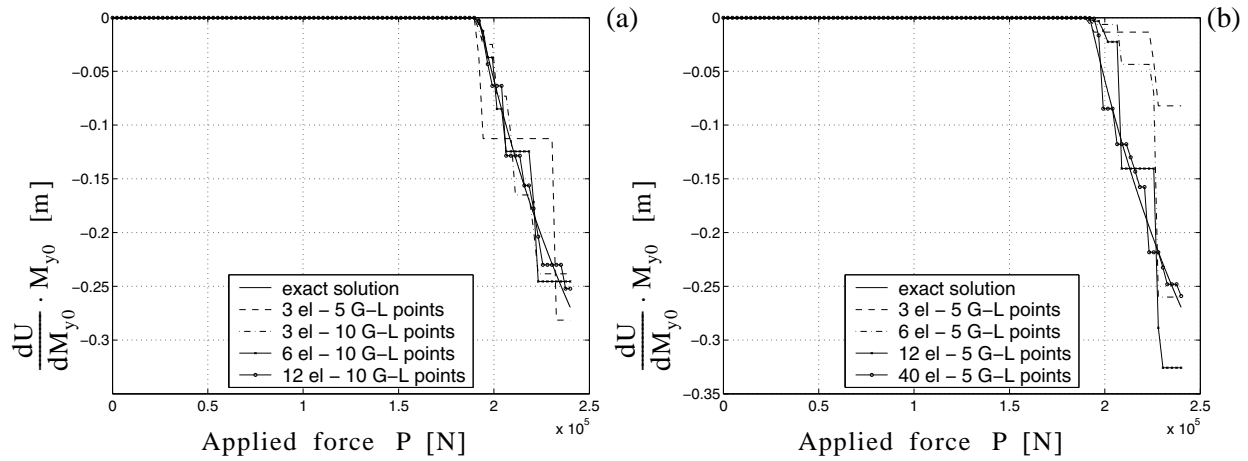 (a)
0
-0.05
-0.1
-0.15
-0.2
-0.25
-0.3
dU
dM_y0
· M_y0 [m]
exact solution
3 el – 5 G–L points
3 el – 10 G–L points
6 el – 10 G–L points
12 el – 10 G–L points
0 0.5 1 1.5 2 2.5
x 10^5
Applied force P [N]
(b)
0
-0.05
-0.1
-0.15
-0.2
-0.25
-0.3
-0.35
dU
dM_y0
· M_y0 [m]
exact solution
3 el – 5 G–L points
6 el – 5 G–L points
12 el – 5 G–L points
40 el – 5 G–L points
0 0.5 1 1.5 2 2.5
x 10^5
Applied force P [N]